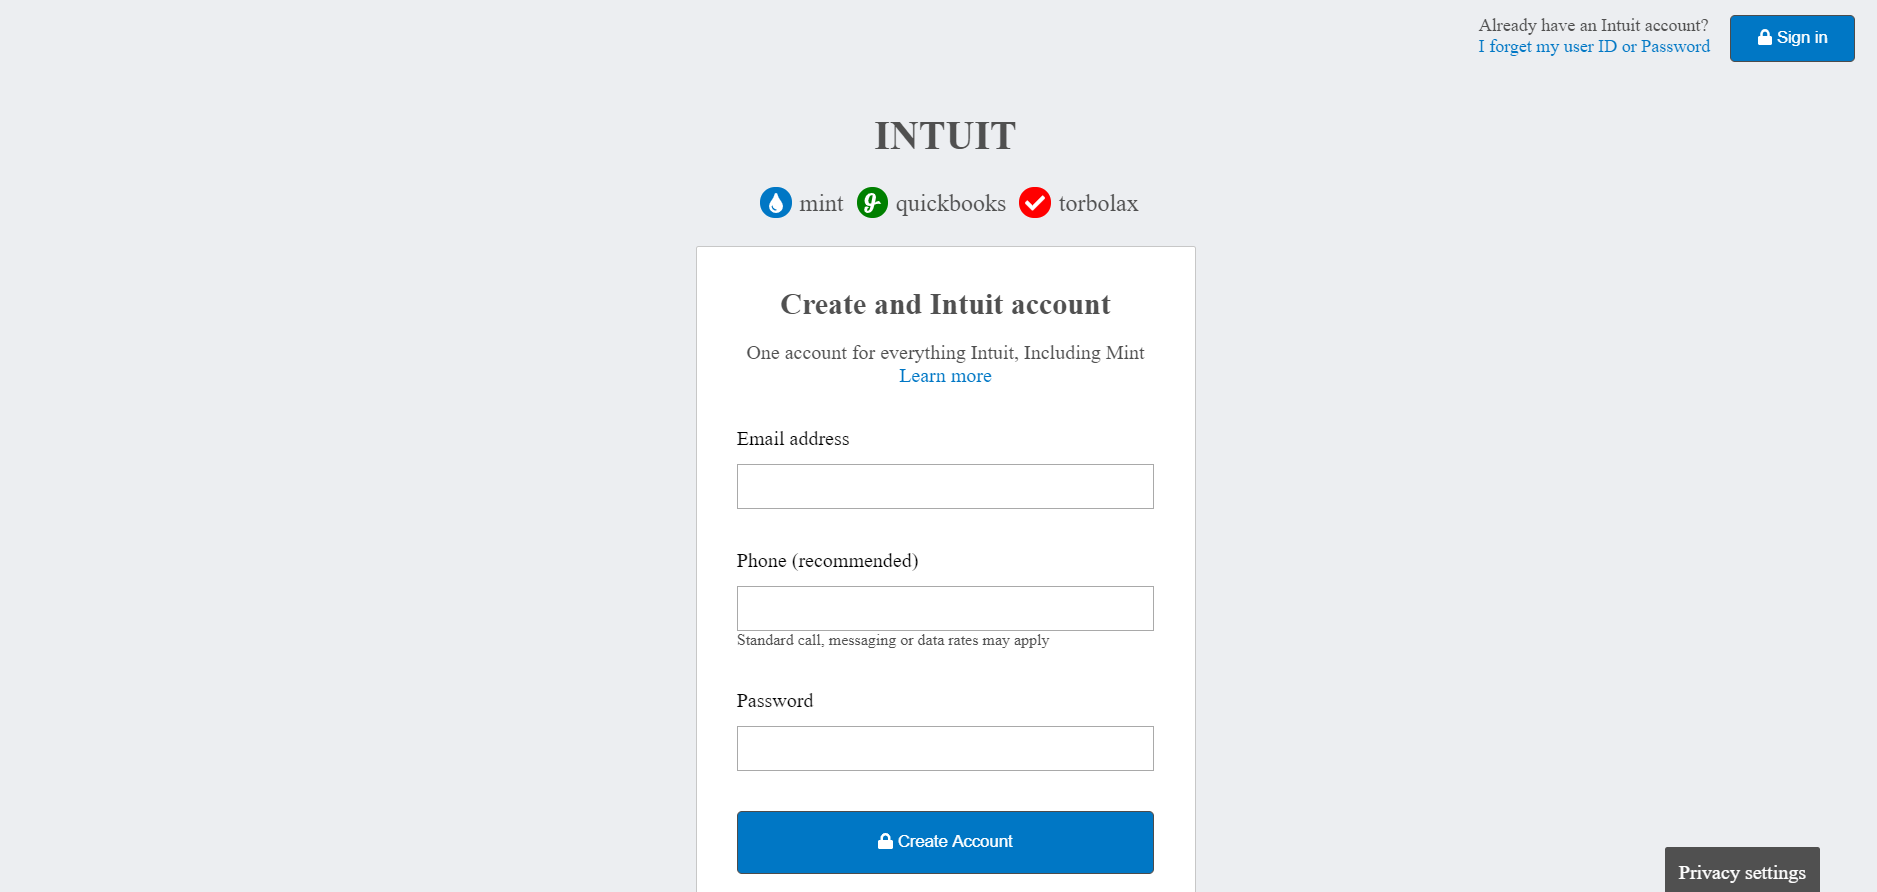 Already have an Intuit account?
I forget my user ID or Password
Sign in
INTUIT
mint quickbooks torbolax
Create and Intuit account
One account for everything Intuit, Including Mint
Learn more
Email address
Phone (recommended)
Standard call, messaging or data rates may apply
Password
Create Account
Privacy settings